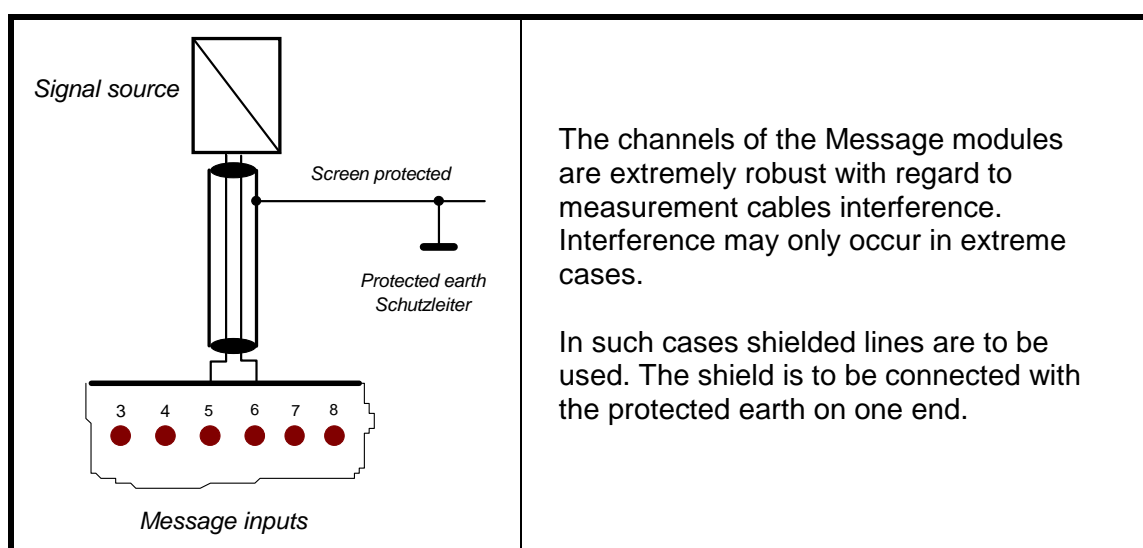 Signal source
Screen protected
Protected earth
Schutzleiter
3 4 5 6 7 8
Message inputs
The channels of the Message modules
are extremely robust with regard to
measurement cables interference.
Interference may only occur in extreme
cases.
In such cases shielded lines are to be
used. The shield is to be connected with
the protected earth on one end.